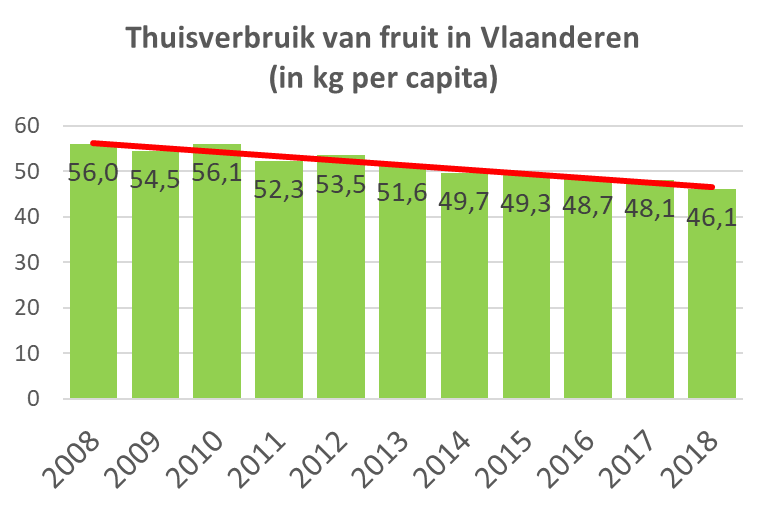 Thuisverbruik van fruit in Vlaanderen
(in kg per capita)
60
50
40
30
20
10
0
56,0 54,5 56,1 52,3 53,5 51,6 49,7 49,3 48,7 48,1 46,1
2008 2009 2010 2011 2012 2013 2014 2015 2016 2017 2018